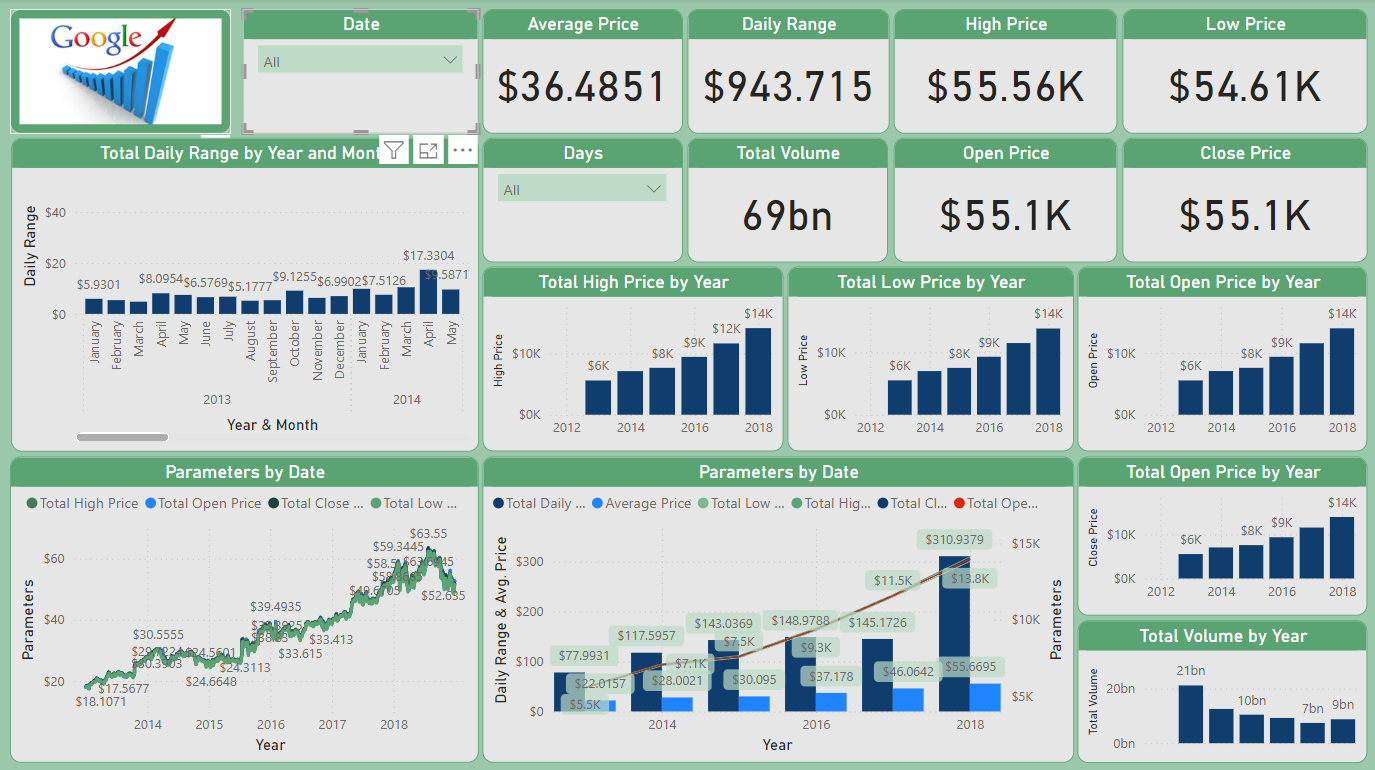 Google
Date
All
Average Price
$36.4851
Daily Range
$943.715
High Price
$55.56K
Low Price
$54.61K
Days
All
Total Volume
69bn
Open Price
$55.1K
Close Price
$55.1K
Total Daily Range by Year and Mont
Daily Range
$40
$20
$0
$5.9301
$8.0954
$6.5769
$5.1777
$9.1255
$6.9902
$7.5126
$17.3304
$9.5871
January
February
March
April
May
June
July
August
September
October
November
December
January
February
March
April
May
2013
2014
Year & Month
Total High Price by Year
High Price
$10K
$0K
$6K
$8K
$9K
$12K
$14K
2012
2014
2016
2018
Total Low Price by Year
Low Price
$10K
$0K
$6K
$8K
$9K
$14K
2012
2014
2016
2018
Total Open Price by Year
Open Price
$10K
$0K
$6K
$8K
$9K
$14K
2012
2014
2016
2018
Parameters by Date
Total High Price
Total Open Price
Total Close ...
Total Low ...
Parameters
$60
$40
$20
$18.1071
$17.5677
$30.5555
$24.5601
$24.6648
$24.3113
$39.4935
$33.615
$33.413
$59.3445
$63.55
$52.655
2014
2015
2016
2017
2018
Year
Parameters by Date
Total Daily ...
Average Price
Total Low ...
Total Hig...
Total Cl...
Total Ope...
Daily Range & Avg. Price
$300
$200
$100
$0
$77.9931
$117.5957
$143.0369
$148.9788
$145.1726
$310.9379
$22.0157
$28.0021
$30.095
$37.178
$46.0642
$55.6695
$5.5K
$7.1K
$7.5K
$9.3K
$11.5K
$13.8K
$15K
$10K
$5K
Parameters
2014
2016
2018
Year
Total Open Price by Year
Close Price
$10K
$0K
$6K
$8K
$9K
$14K
2012
2014
2016
2018
Total Volume by Year
Total Volume
20bn
0bn
21bn
10bn
7bn
9bn